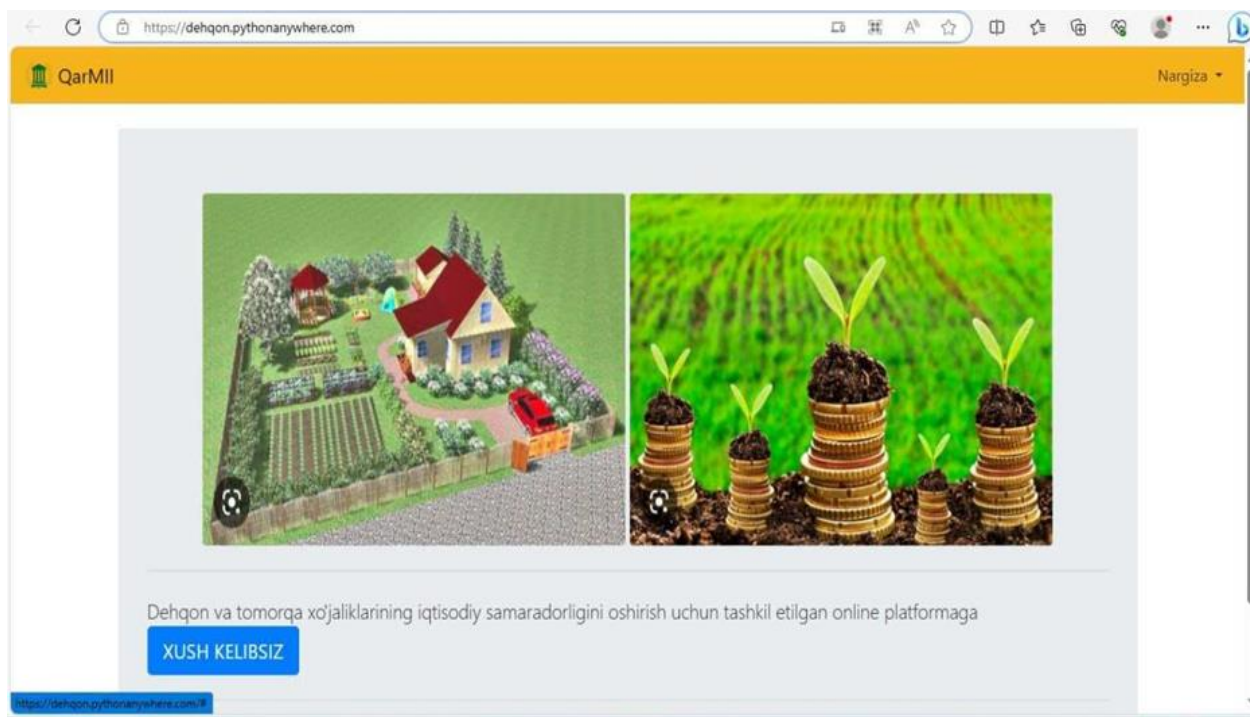 https://dehqon.pythonanywhere.com
QarMII
Nargiza
Dehqon va tomorqa xo'jaliklarining iqtisodiy samaradorligini oshirish uchun tashkil etilgan online platformaga
XUSH KELIBSIZ
https://dehqon.pythonanywhere.com/#